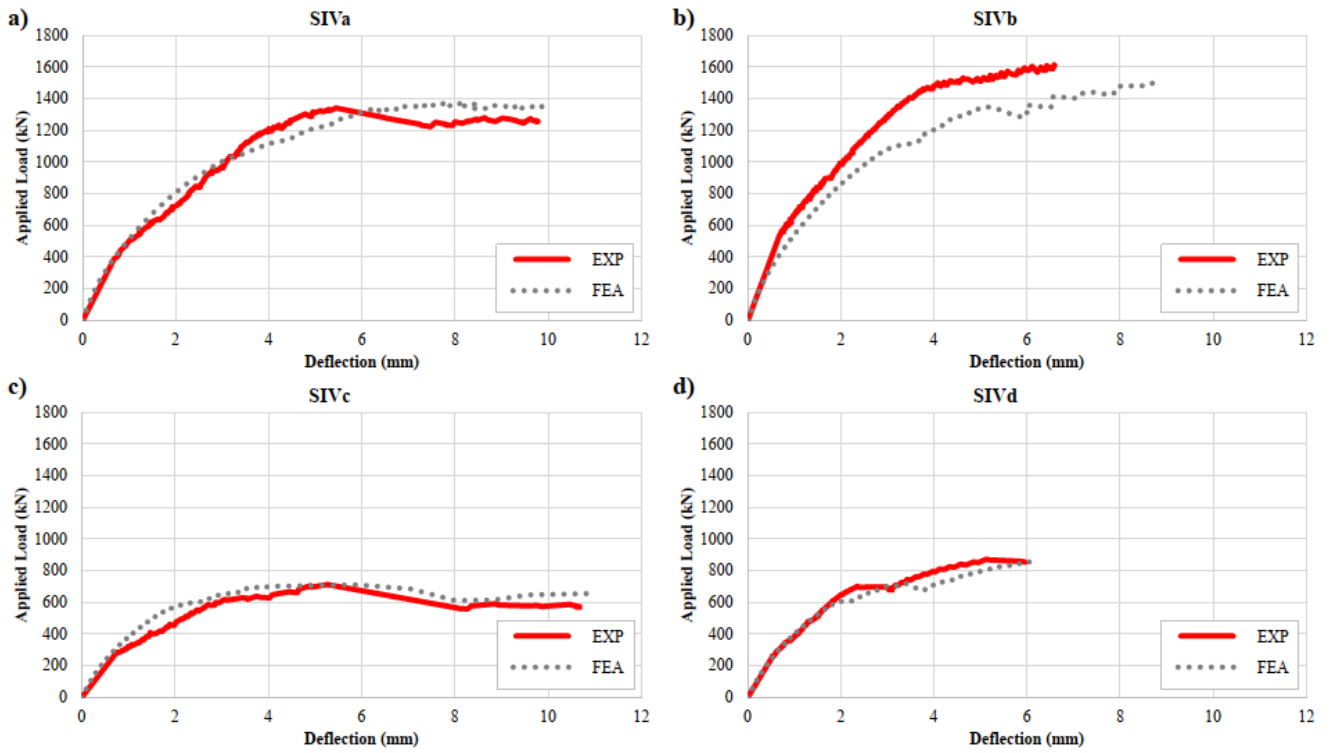 a)
SIVa
1800
1600
1400
1200
1000
800
600
400
200
0
Applied Load (kN)
EXP
FEA
0 2 4 6 8 10 12
Deflection (mm)
b)
SIVb
1800
1600
1400
1200
1000
800
600
400
200
0
Applied Load (kN)
EXP
FEA
0 2 4 6 8 10 12
Deflection (mm)
c)
SIVc
1800
1600
1400
1200
1000
800
600
400
200
0
Applied Load (kN)
EXP
FEA
0 2 4 6 8 10 12
Deflection (mm)
d)
SIVd
1800
1600
1400
1200
1000
800
600
400
200
0
Applied Load (kN)
EXP
FEA
0 2 4 6 8 10 12
Deflection (mm)